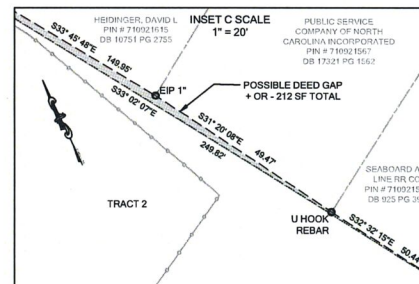 HEIDINGER, DAVID L
PIN # 710921615
DB 10751 PG 2755
INSET C SCALE
1" = 20'
PUBLIC SERVICE
COMPANY OF NORTH
CAROLINA INCORPORATED
PIN # 710921567
DB 17321 PG 1562
S33° 45' 48"E
149.95'
EIP 1"
POSSIBLE DEED GAP
+ OR - 212 SF TOTAL
S33° 02' 07"E
249.82'
S31° 20' 08"E
49.47'
SEABOARD A
LINE RR CO
PIN # 7109215
DB 925 PG 39
TRACT 2
U HOOK
REBAR
S32° 32' 15"E
50.44